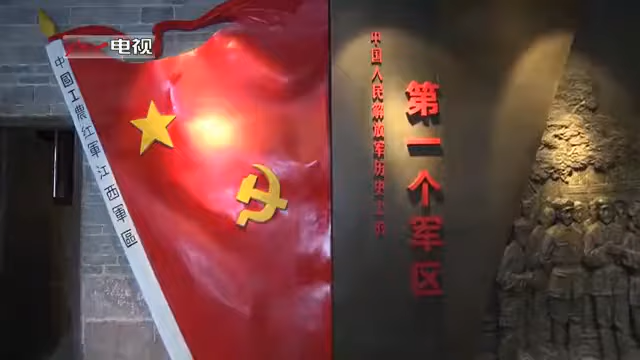 电视
中國工農红軍江西軍區
中国人民解放军历史上的
第一个军区